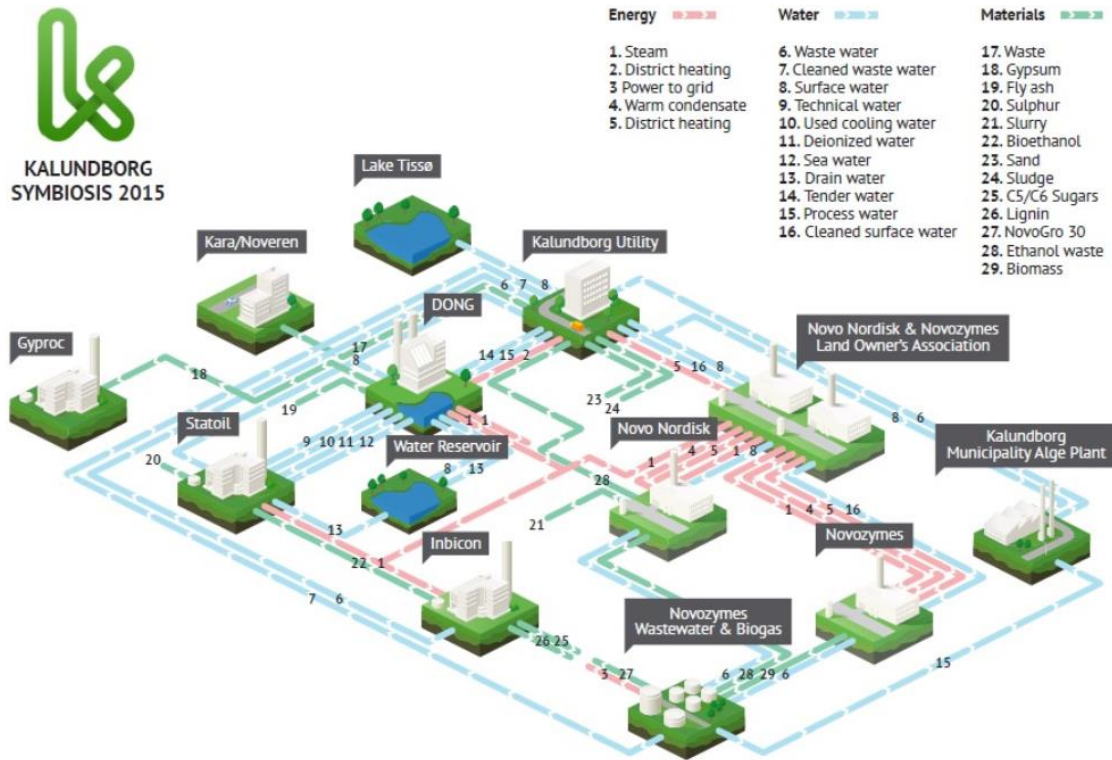 KALUNDBORG
SYMBIOSIS 2015
Energy
1. Steam
2. District heating
3 Power to grid
4. Warm condensate
5. District heating
Water
6. Waste water
7. Cleaned waste water
8. Surface water
9. Technical water
10. Used cooling water
11. Deionized water
12. Sea water
13. Drain water
14. Tender water
15. Process water
16. Cleaned surface water
Materials
17. Waste
18. Gypsum
19. Fly ash
20. Sulphur
21. Slurry
22. Bioethanol
23. Sand
24. Sludge
25. C5/C6 Sugars
26. Lignin
27. NovoGro 30
28. Ethanol waste
29. Biomass
Lake Tissø
Kara/Noveren
Kalundborg Utility
6 7 8
DONG
Novo Nordisk & Novozymes
Land Owner's Association
Gyproc
17
8
14 15 2
5 16 8
18
19
23
24
8 6
Statoil
1 1
Novo Nordisk
Kalundborg
Municipality Alge Plant
9 10 11 12
Water Reservoir
8 13
1 4 5 1 8
20
28
21
1 4 5 16
13
Inbicon
Novozymes
22 1
7 6
Novozymes
Wastewater & Biogas
26 25
3 27
6 28 29 6
15